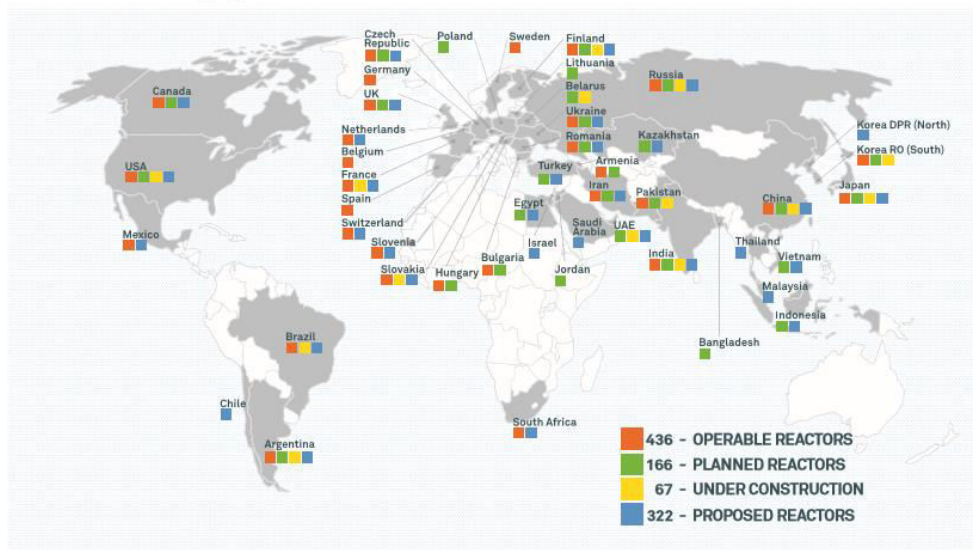 Czech
Republic
Poland
Sweden
Finland
Germany
Lithuania
UK
Belarus
Russia
Canada
Ukraine
Netherlands
Romania
Kazakhstan
Korea DPR (North)
Belgium
Korea RO (South)
USA
France
Turkey
Armenia
Iran
Pakistan
China
Japan
Spain
Egypt
Switzerland
Saudi
Arabia
UAE
Mexico
Slovenia
Israel
India
Thailand
Vietnam
Slovakia
Hungary
Bulgaria
Jordan
Malaysia
Indonesia
Brazil
Bangladesh
Chile
South Africa
Argentina
436 - OPERABLE REACTORS
166 - PLANNED REACTORS
67 - UNDER CONSTRUCTION
322 - PROPOSED REACTORS